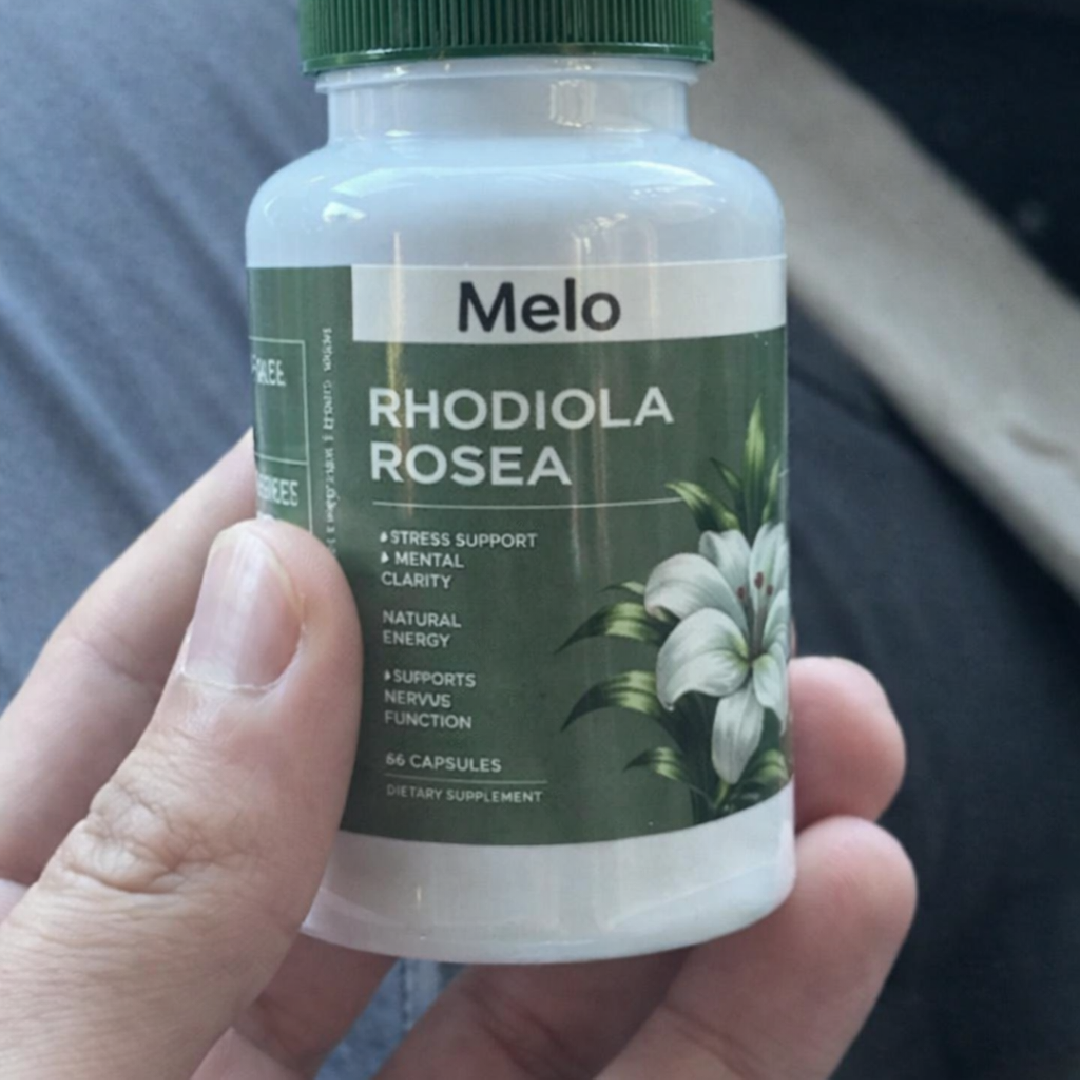 Melo
RHODIOLA
ROSEA
STRESS SUPPORT
MENTAL
CLARITY
NATURAL
ENERGY
SUPPORTS
NERVUS
FUNCTION
66 CAPSULES
DIETARY SUPPLEMENT